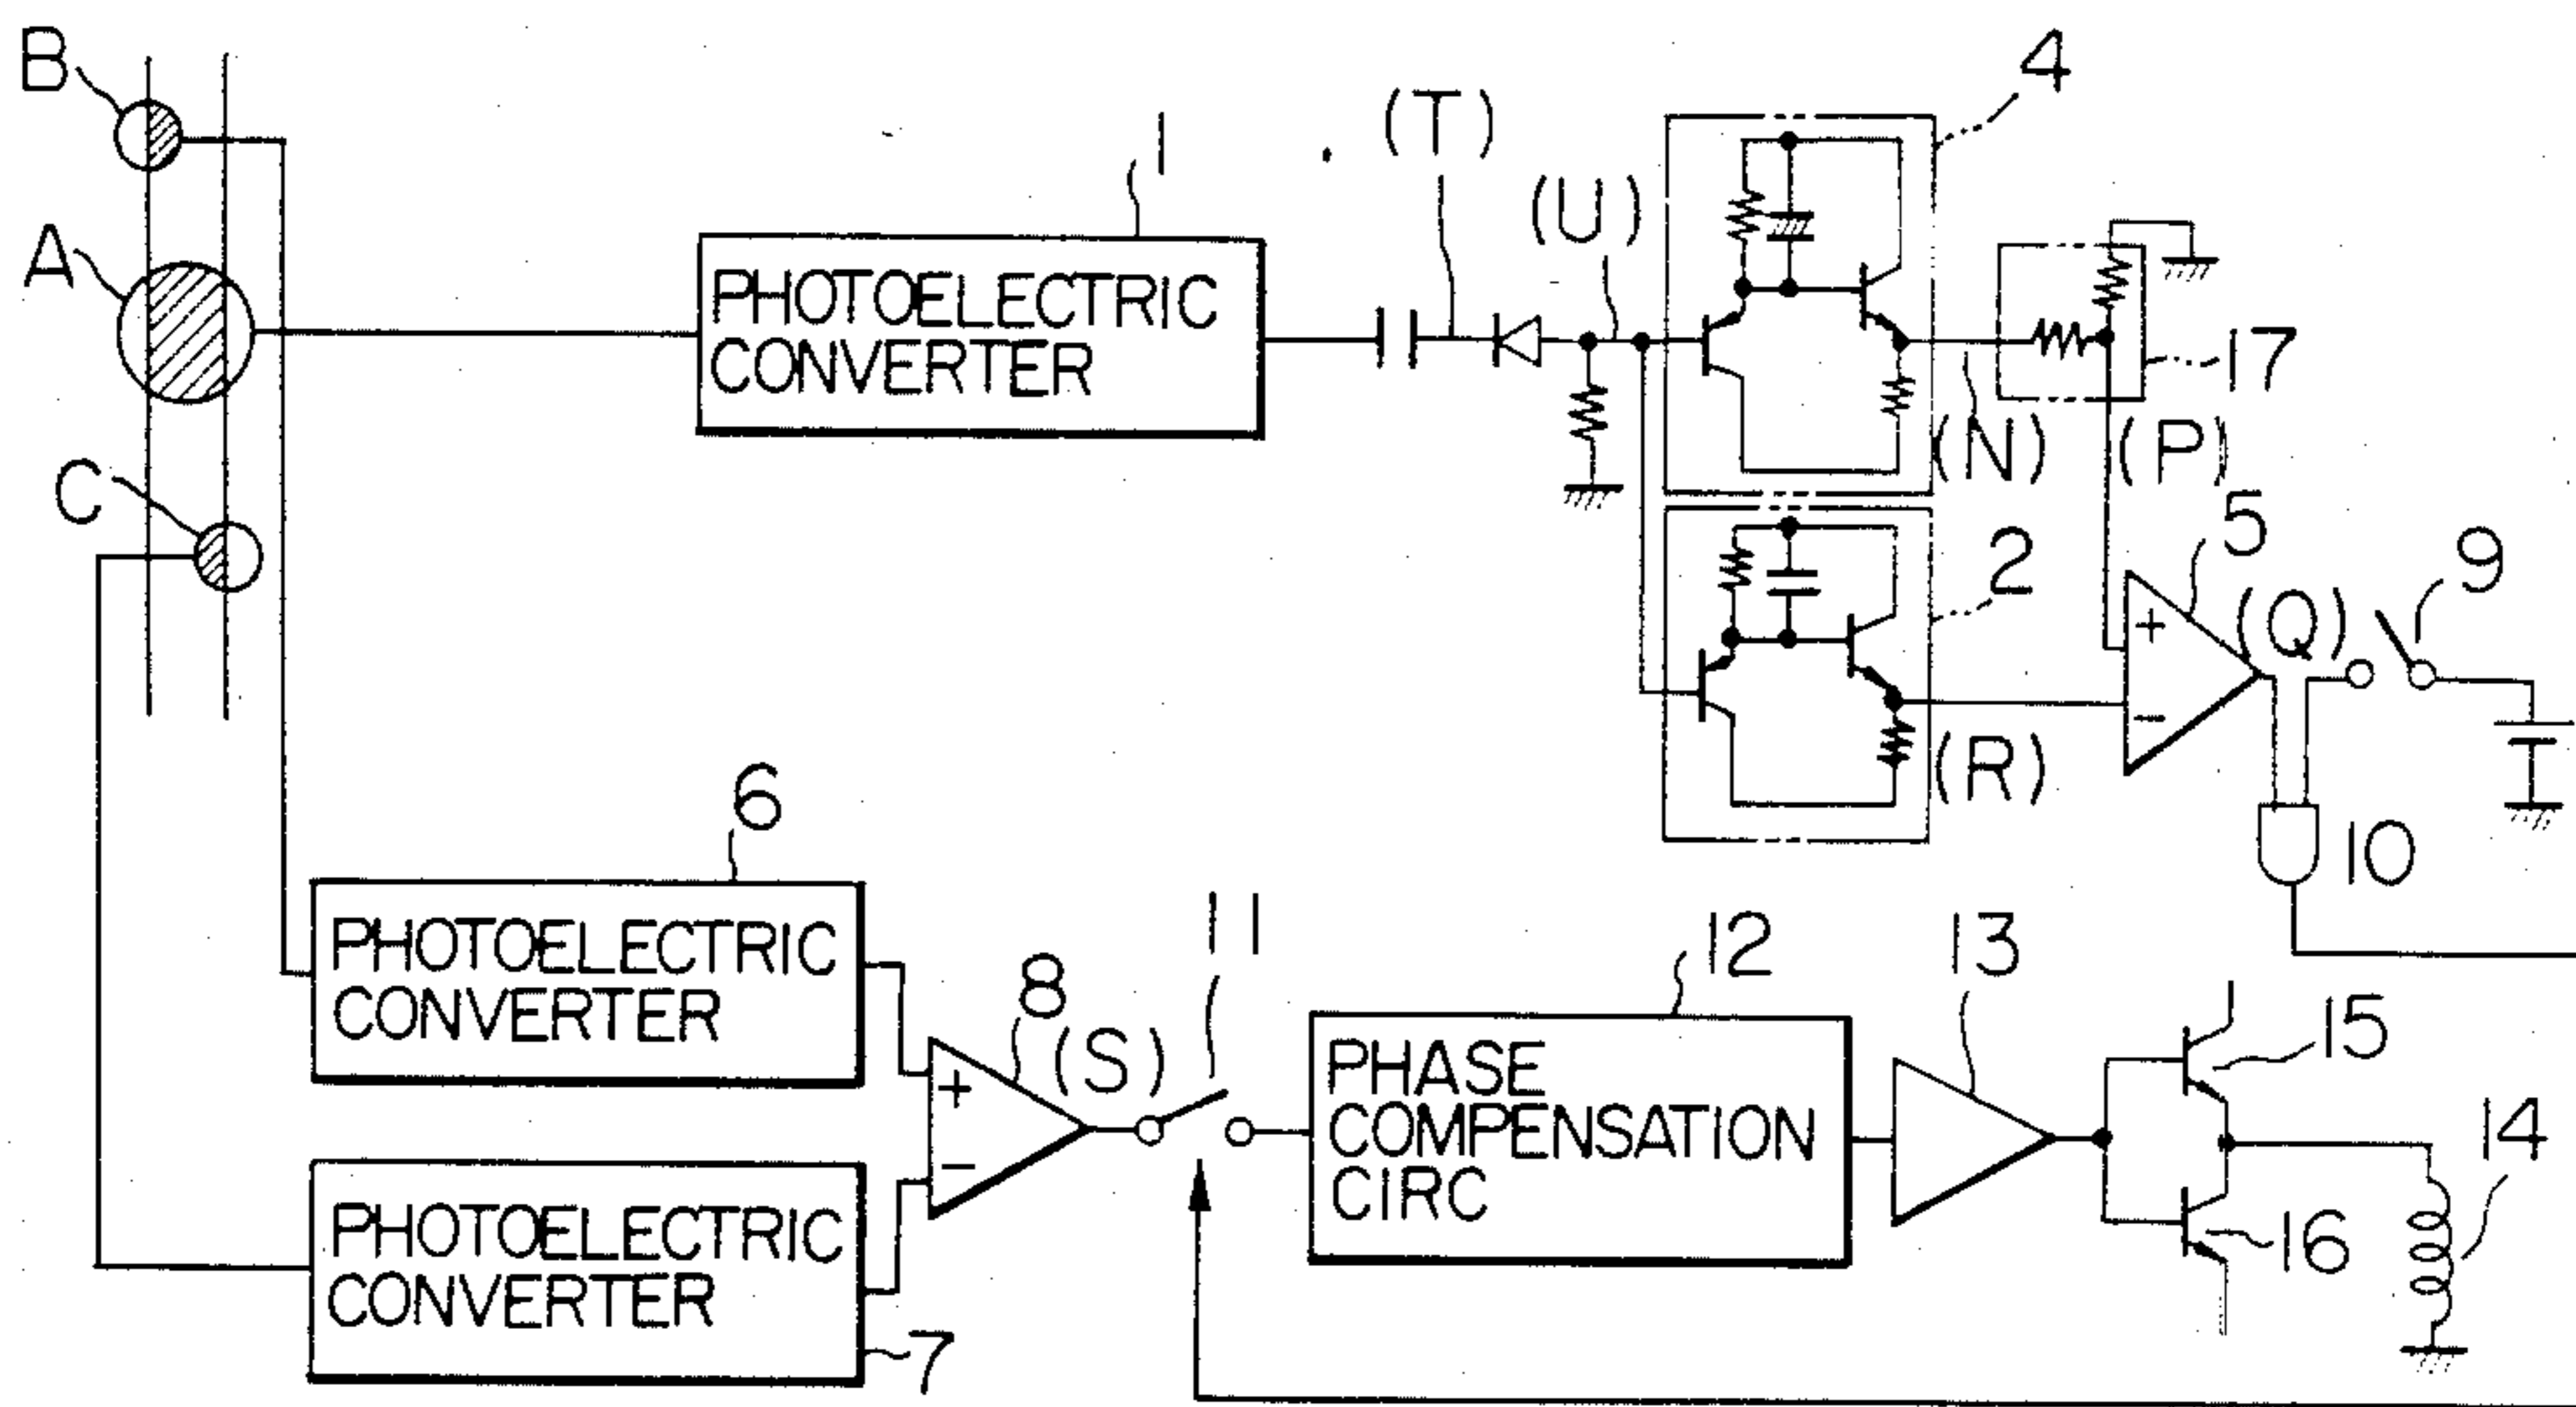 B
A
C
1
PHOTOELECTRIC
CONVERTER
(T)
(U)
4
17
(N)
(P)
2
5
(R)
(Q)
9
10
6
PHOTOELECTRIC
CONVERTER
8
(S)
11
12
PHASE
COMPENSATION
CIRC
13
15
16
14
PHOTOELECTRIC
CONVERTER
7
+
−
+
−